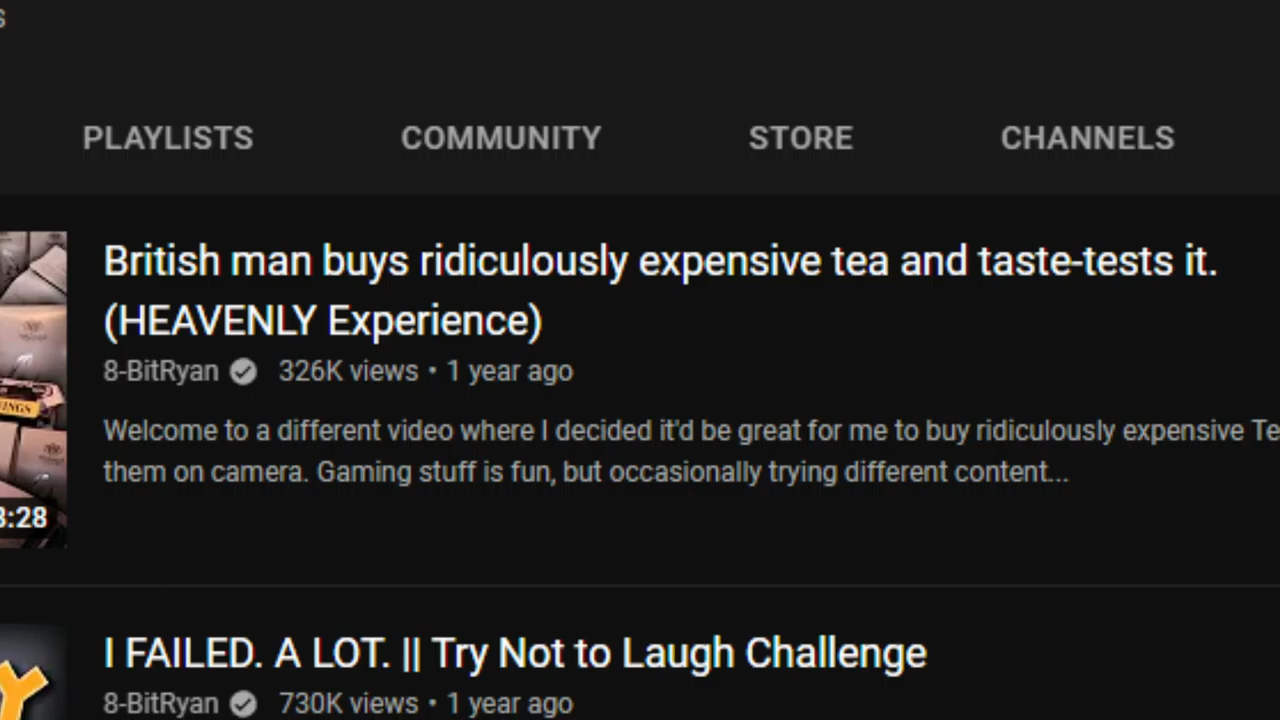 PLAYLISTS COMMUNITY STORE CHANNELS
British man buys ridiculously expensive tea and taste-tests it.
(HEAVENLY Experience)
8-BitRyan 326K views • 1 year ago
Welcome to a different video where I decided it'd be great for me to buy ridiculously expensive Te
them on camera. Gaming stuff is fun, but occasionally trying different content...
:28
I FAILED. A LOT. || Try Not to Laugh Challenge
8-BitRyan 730K views • 1 year ago